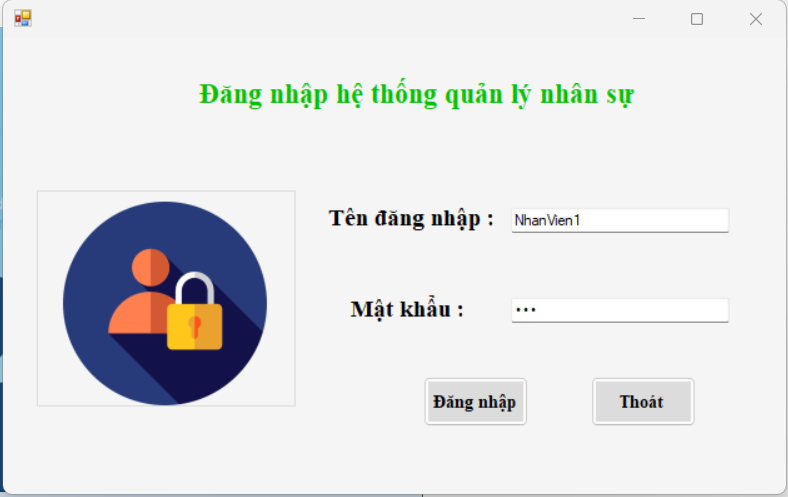 Đăng nhập hệ thống quản lý nhân sự
Tên đăng nhập : NhanVien1
Mật khẩu : •••
Đăng nhập Thoát